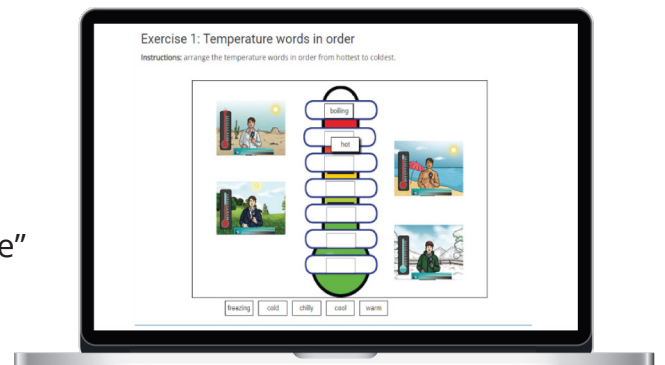 Exercise 1: Temperature words in order
Instructions: arrange the temperature words in order from hottest to coldest.
boiling
hot
e”
freezing cold chilly cool warm